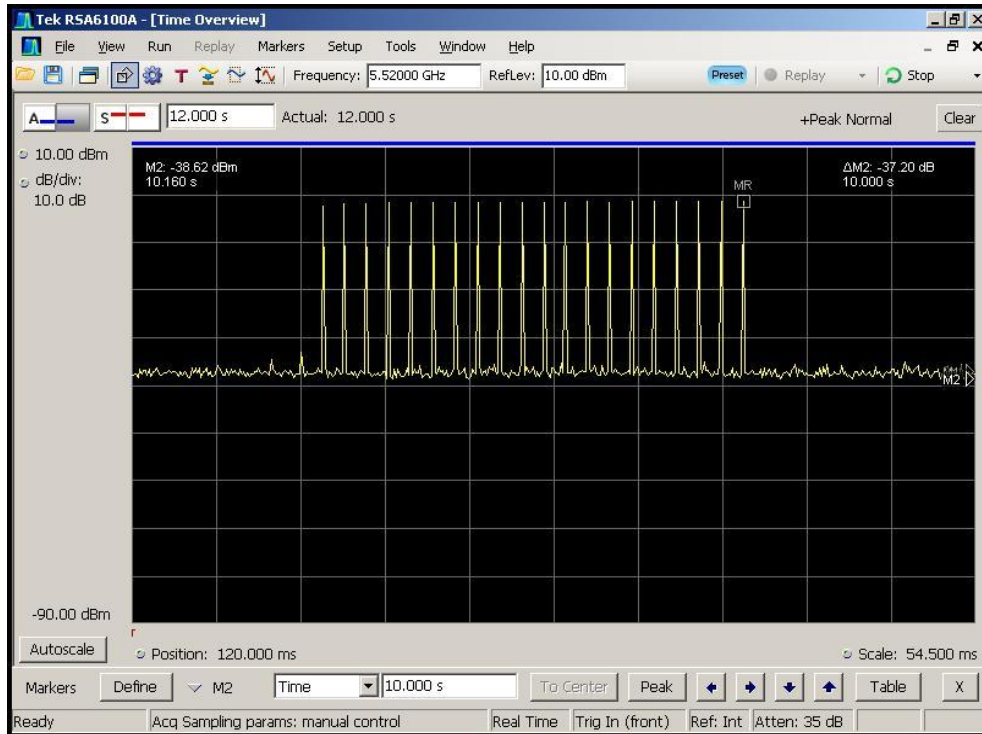 Tek RSA6100A - [Time Overview]
File View Run Replay Markers Setup Tools Window Help
T Frequency: 5.52000 GHz RefLev: 10.00 dBm Preset Replay Stop
A S 12.000 s Actual: 12.000 s +Peak Normal Clear
10.00 dBm
dB/div:
10.0 dB
M2: -38.62 dBm
10.160 s
ΔM2: -37.20 dB
10.000 s
MR
M2
-90.00 dBm
Autoscale Position: 120.000 ms Scale: 54.500 ms
Markers Define M2 Time 10.000 s To Center Peak Table X
Ready Acq Sampling params: manual control Real Time Trig In (front) Ref: Int Atten: 35 dB